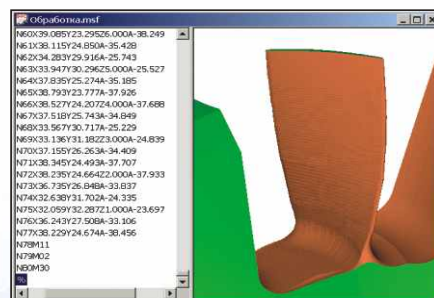 Обработка.msf
N60X39.085Y23.295Z6.000A-38.249
N61X38.115Y24.850A-35.428
N62X34.283Y29.916A-25.743
N63X33.947Y30.296Z5.000A-25.527
N64X37.835Y25.274A-35.185
N65X38.793Y23.777A-37.926
N66X38.527Y24.207Z4.000A-37.688
N67X37.518Y25.743A-34.849
N68X33.567Y30.717A-25.229
N69X33.136Y31.182Z3.000A-24.839
N70X37.155Y26.263A-34.409
N71X38.345Y24.493A-37.707
N72X38.235Y24.664Z2.000A-37.933
N73X36.735Y26.848A-33.837
N74X32.638Y31.702A-24.335
N75X32.059Y32.287Z1.000A-23.697
N76X36.243Y27.508A-33.106
N77X38.229Y24.674A-38.456
N78M11
N79M02
N80M30
%